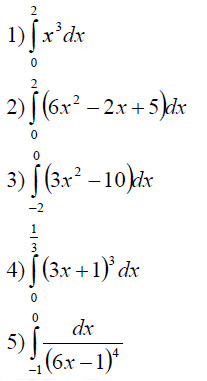 1) ∫₀² x³dx
2) ∫₀² (6x² − 2x + 5)dx
3) ∫₋₂⁰ (3x² − 10)dx
4) ∫₀^(1/3) (3x + 1)³ dx
5) ∫₋₁⁰ dx/(6x − 1)⁴